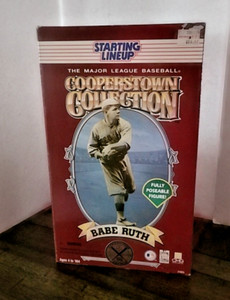 STARTING
LINEUP
THE MAJOR LEAGUE BASEBALL
COOPERSTOWN
COLLECTION
FULLY
POSEABLE
FIGURE!
BABE RUTH